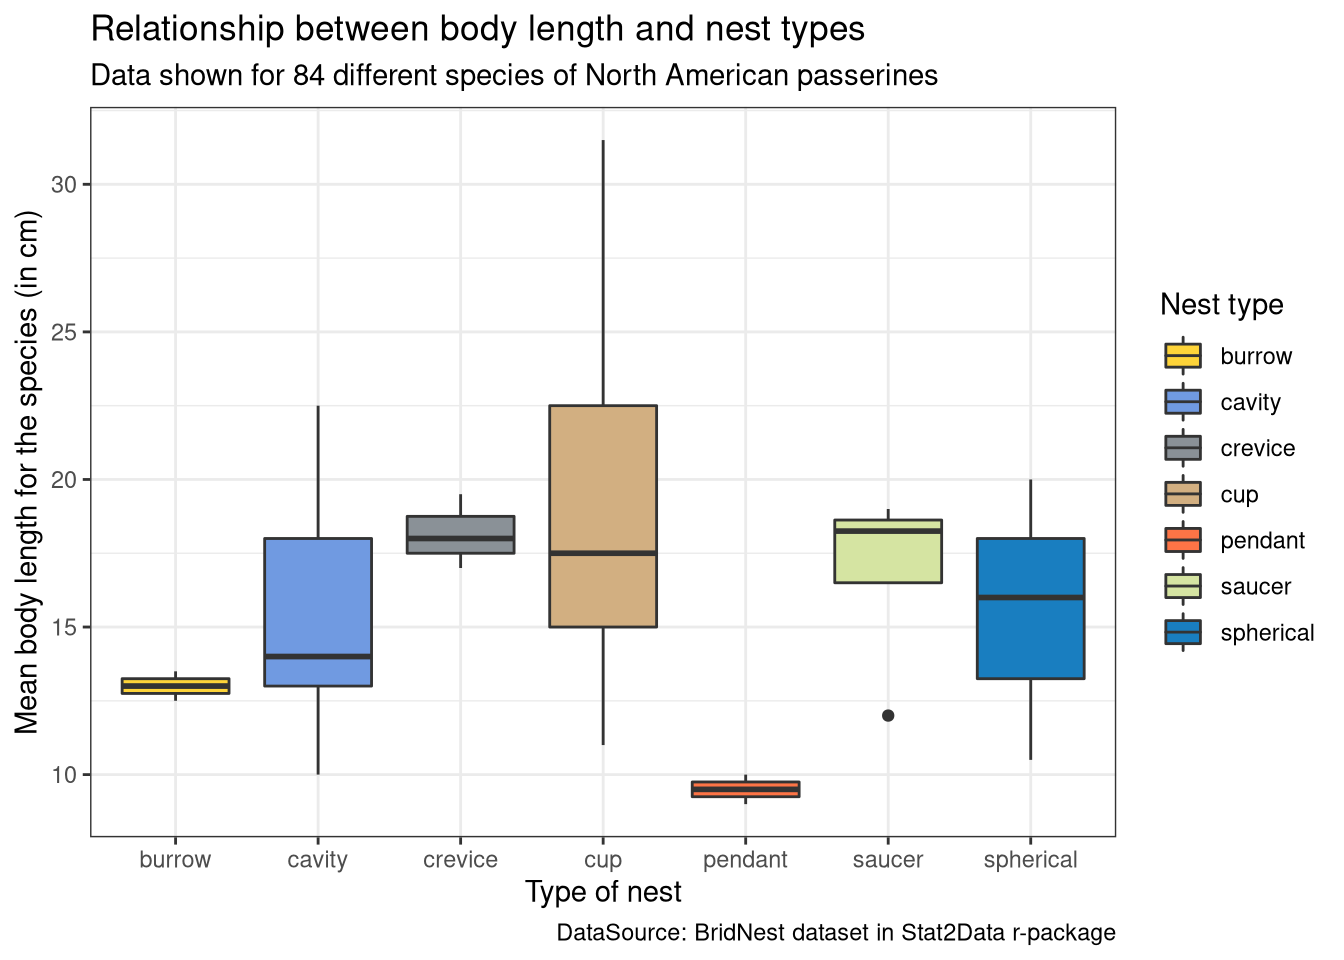 Relationship between body length and nest types
Data shown for 84 different species of North American passerines
Mean body length for the species (in cm)
30
25
20
15
10
burrow
cavity
crevice
cup
pendant
saucer
spherical
Type of nest
DataSource: BridNest dataset in Stat2Data r-package
Nest type
burrow
cavity
crevice
cup
pendant
saucer
spherical